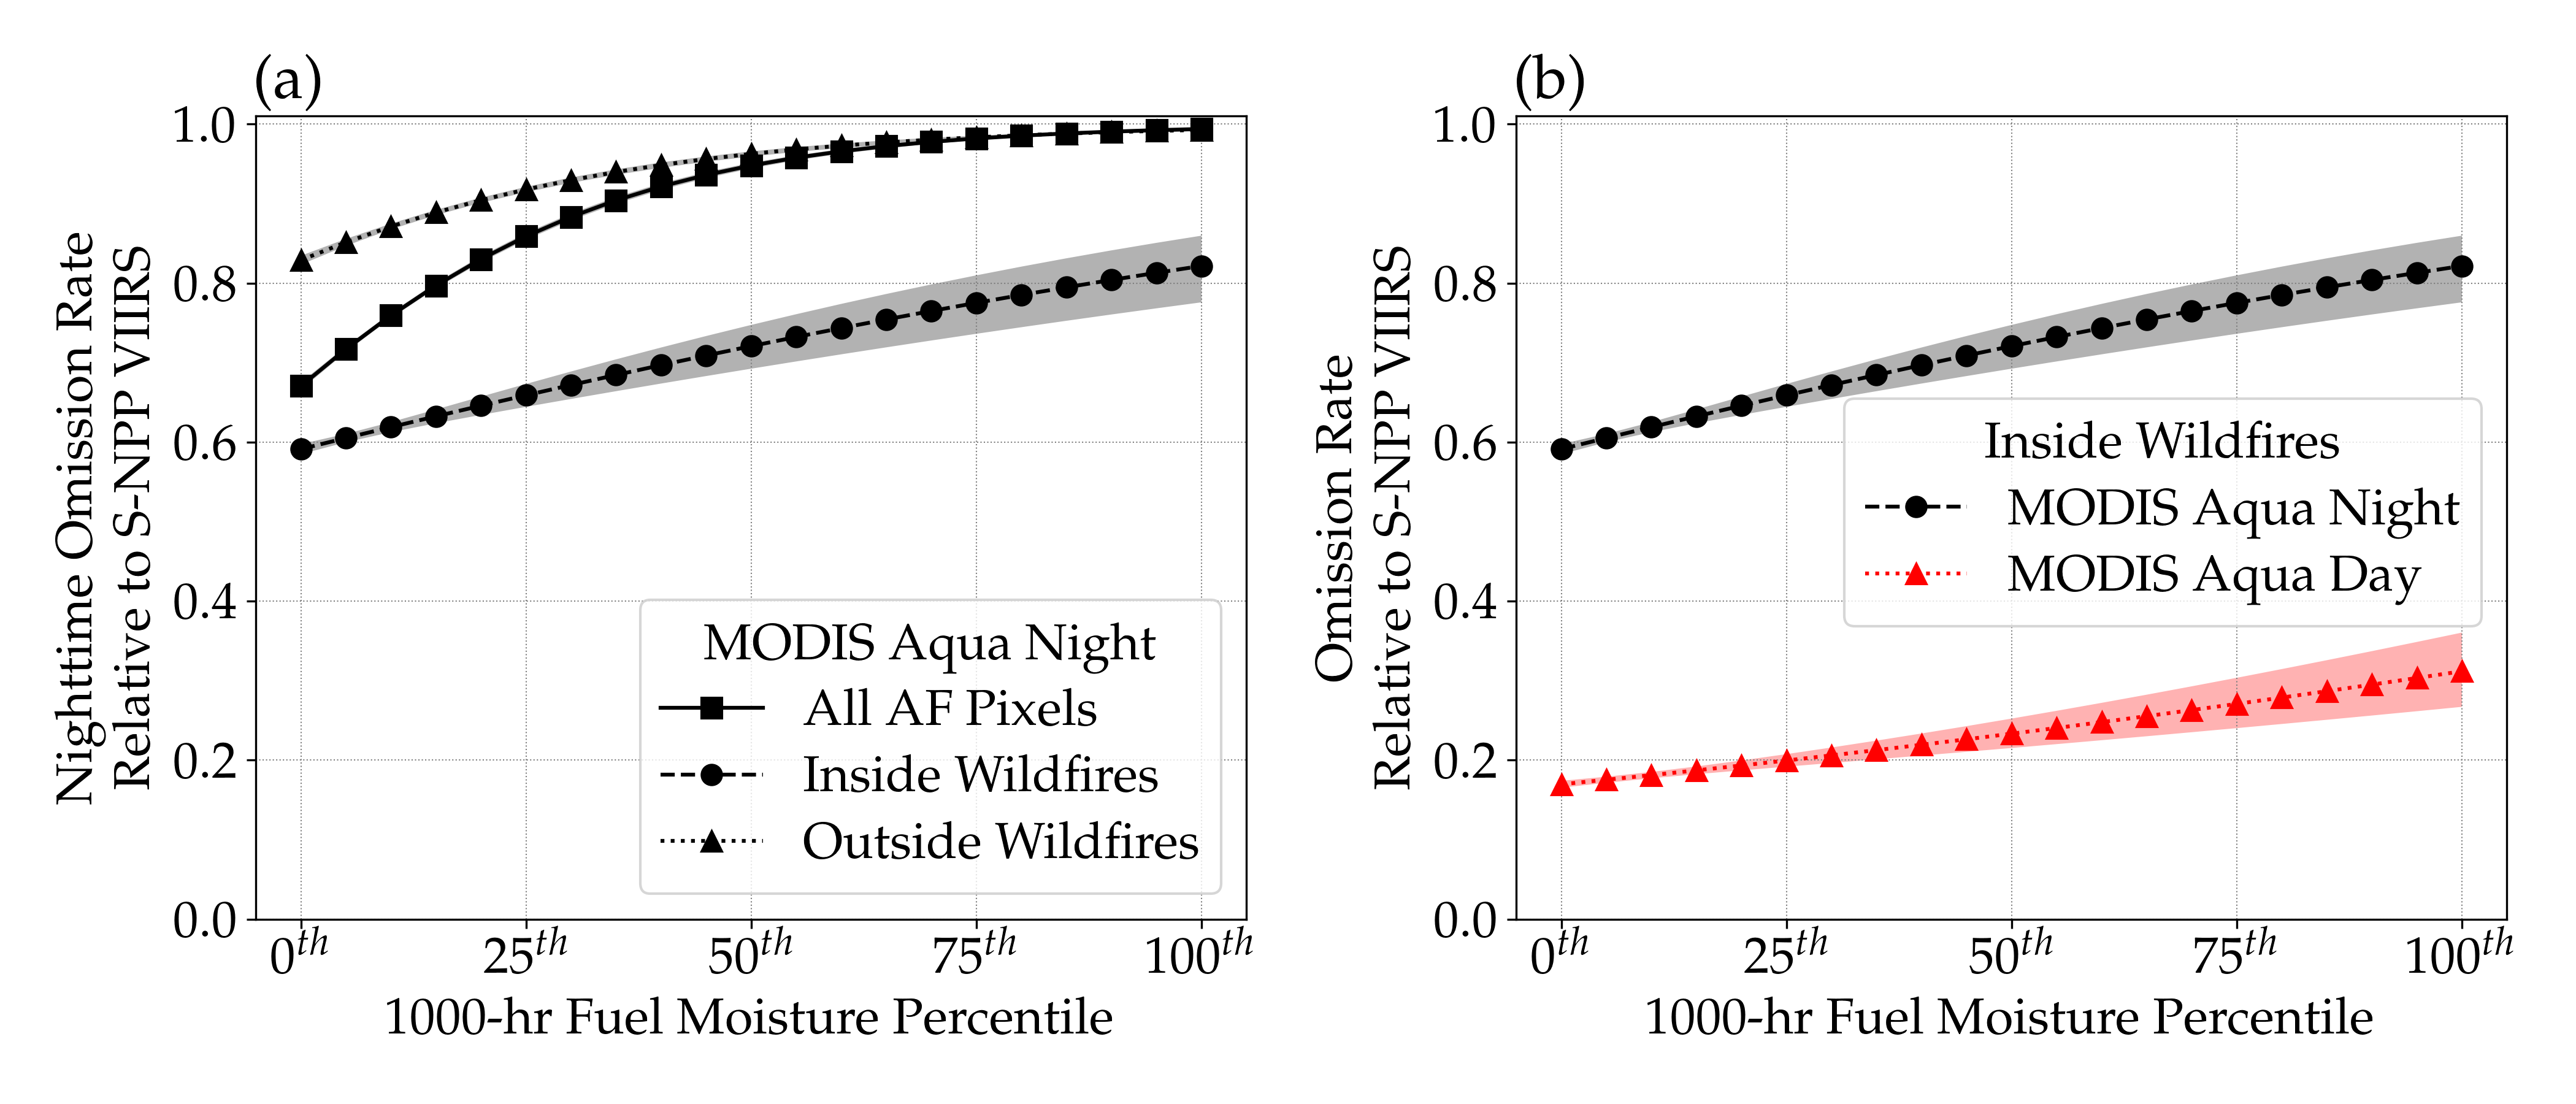 (a)
Nighttime Omission Rate
Relative to S-NPP VIIRS
1.0
0.8
0.6
0.4
0.2
0.0
MODIS Aqua Night
All AF Pixels
Inside Wildfires
Outside Wildfires
0th 25th 50th 75th 100th
1000-hr Fuel Moisture Percentile
(b)
Omission Rate
Relative to S-NPP VIIRS
1.0
0.8
0.6
0.4
0.2
0.0
Inside Wildfires
MODIS Aqua Night
MODIS Aqua Day
0th 25th 50th 75th 100th
1000-hr Fuel Moisture Percentile